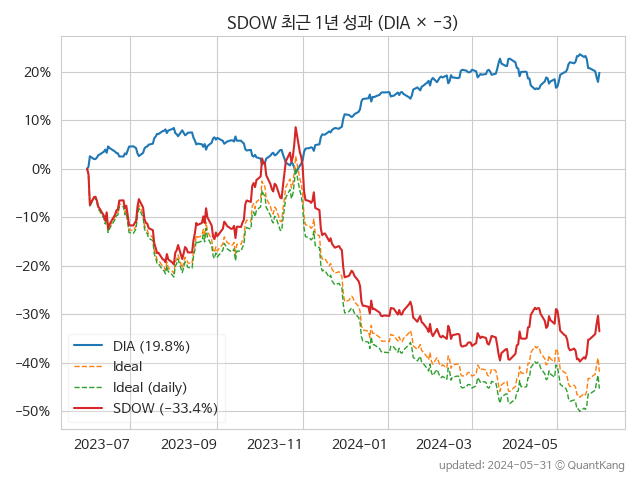 SDOW 최근 1년 성과 (DIA × −3)
20%
10%
0%
−10%
−20%
−30%
−40%
−50%
DIA (19.8%)
Ideal
Ideal (daily)
SDOW (−33.4%)
2023-07 2023-09 2023-11 2024-01 2024-03 2024-05
updated: 2024-05-31 © QuantKang